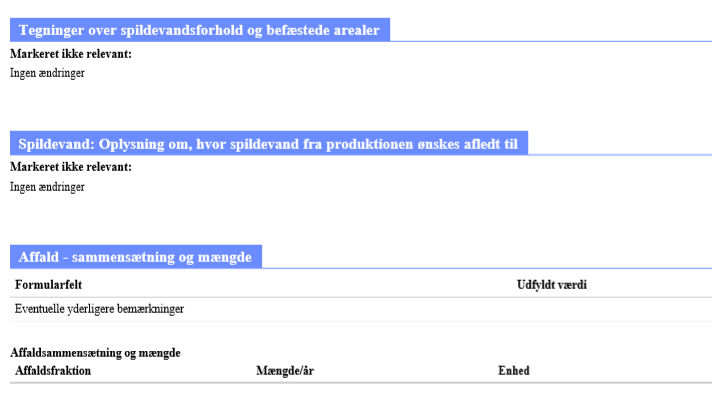 Tegninger over spildevandsforhold og befæstede arealer
Markeret ikke relevant:
Ingen ændringer
Spildevand: Oplysning om, hvor spildevand fra produktionen ønskes afledt til
Markeret ikke relevant:
Ingen ændringer
Affald - sammensætning og mængde
Formularfelt Udfyldt værdi
Eventuelle yderligere bemærkninger
Affaldsammensætning og mængde
Affaldsfraktion Mængde/år Enhed